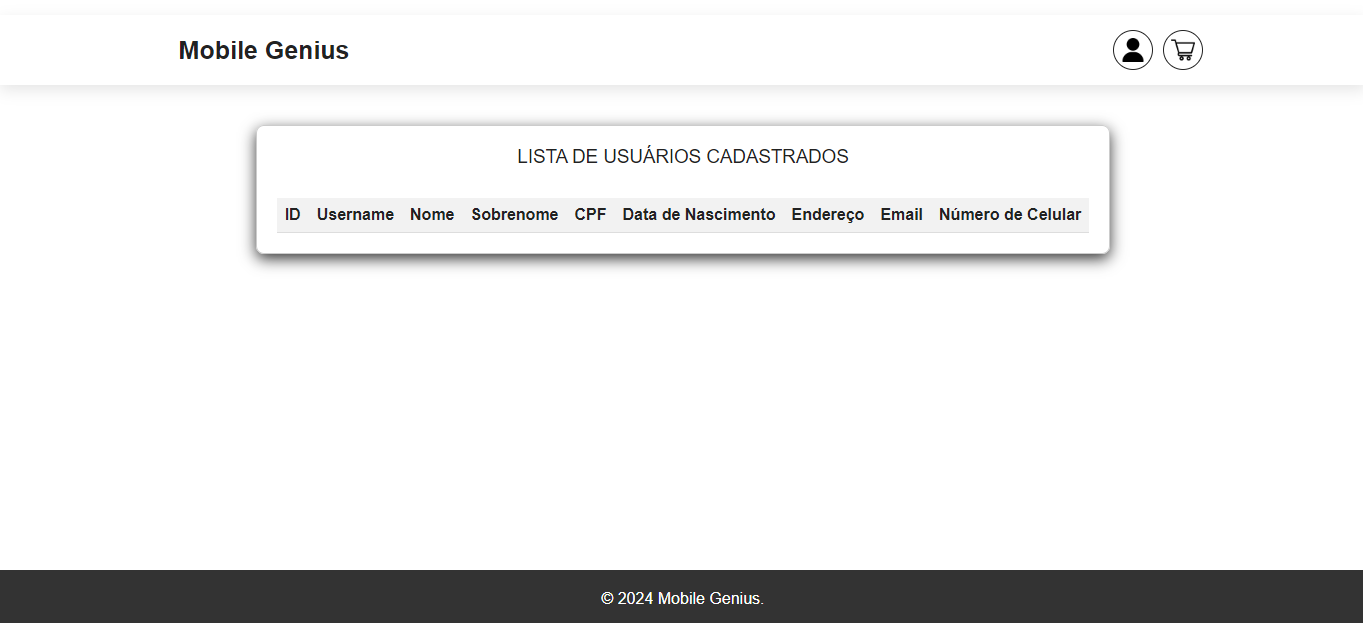 Mobile Genius
LISTA DE USUÁRIOS CADASTRADOS
ID Username Nome Sobrenome CPF Data de Nascimento Endereço Email Número de Celular
© 2024 Mobile Genius.